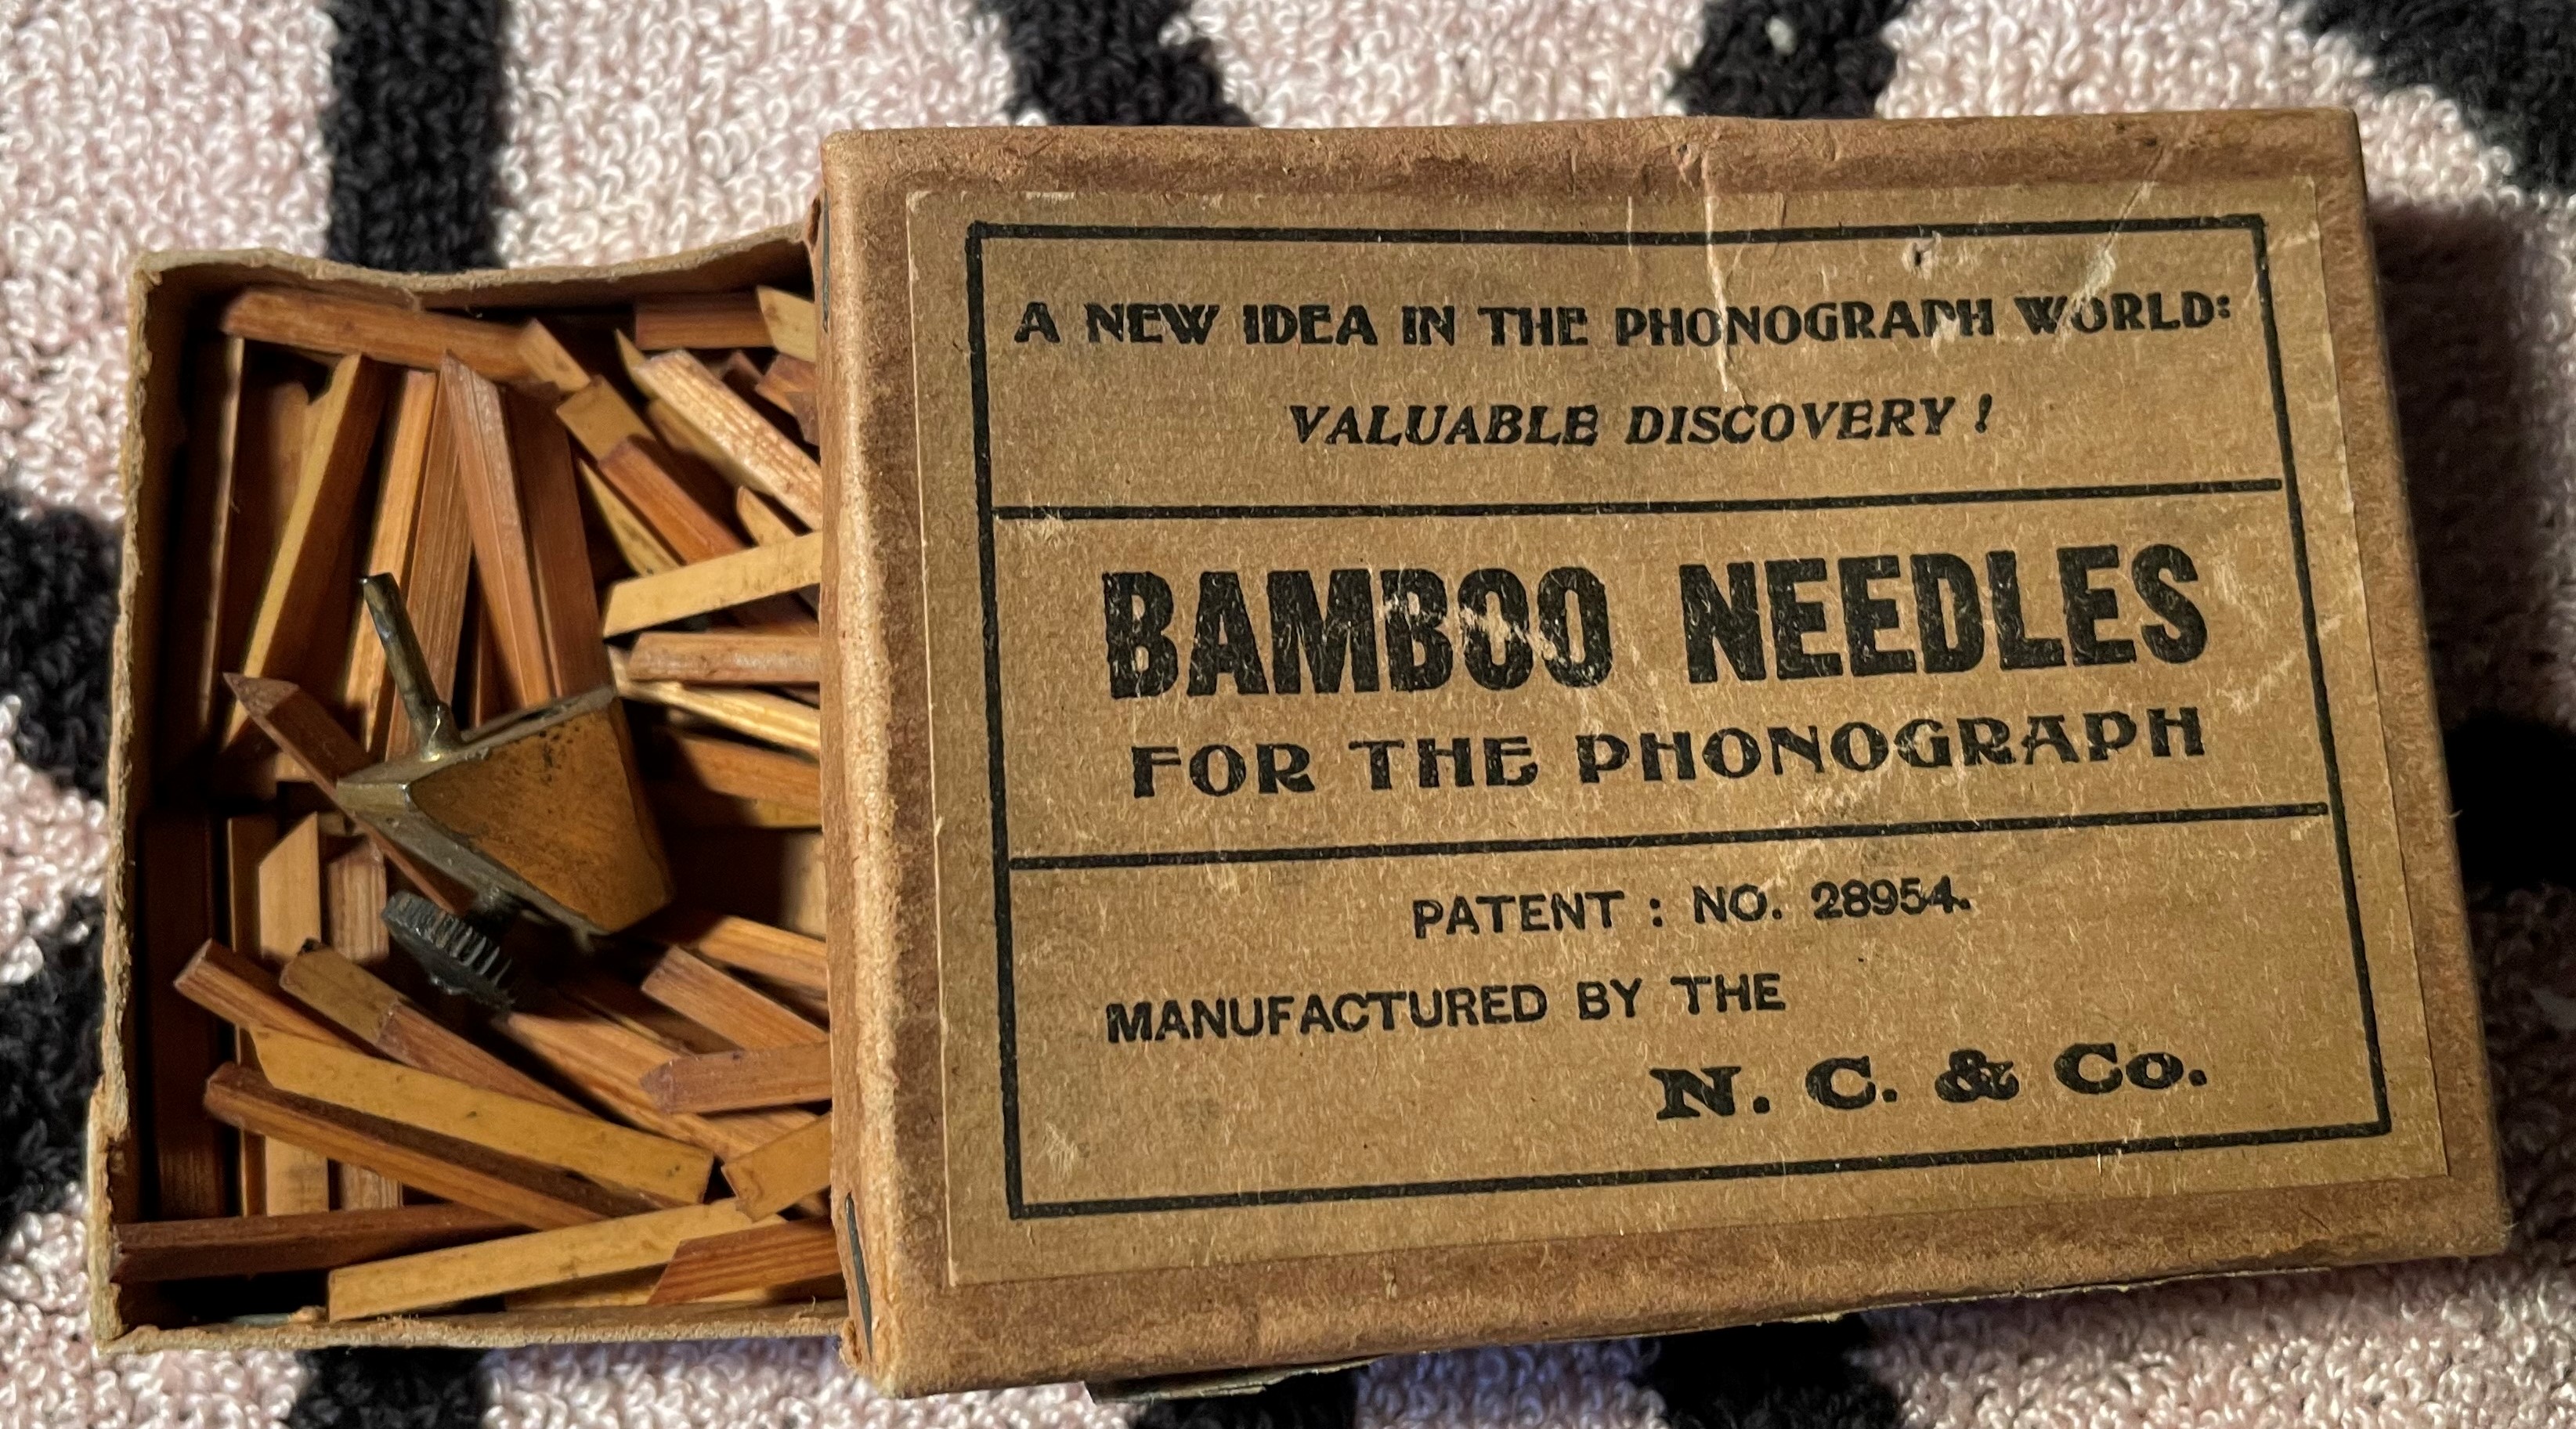 A NEW IDEA IN THE PHONOGRAPH WORLD:
VALUABLE DISCOVERY!
BAMBOO NEEDLES
FOR THE PHONOGRAPH
PATENT : NO. 28954.
MANUFACTURED BY THE
N. C. & Co.